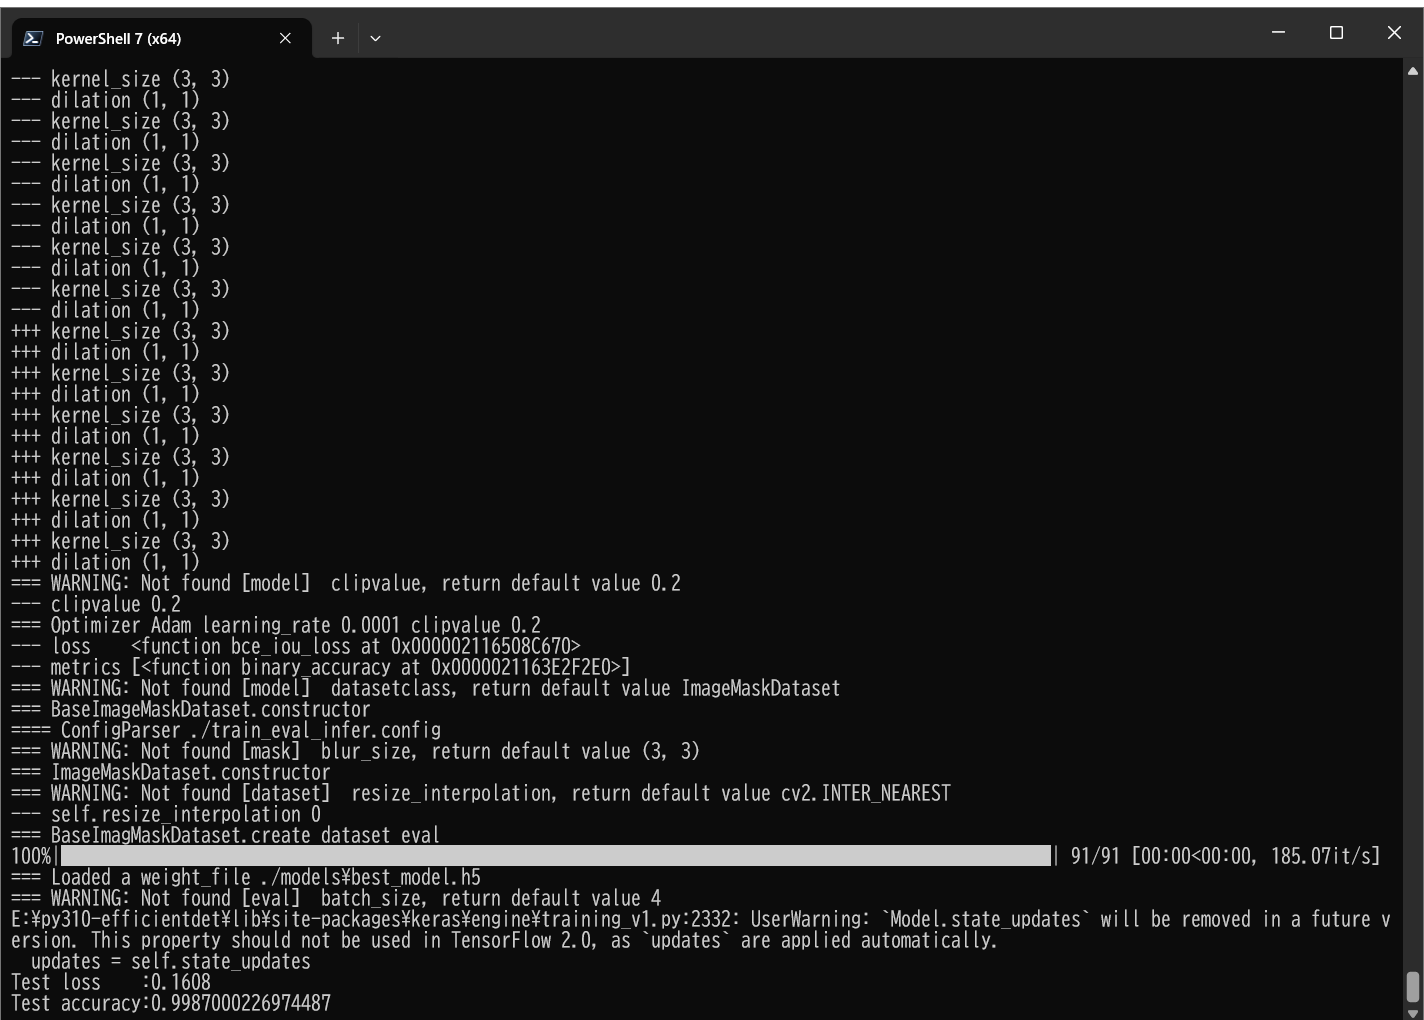 PowerShell 7 (x64)
--- kernel_size (3, 3)
--- dilation (1, 1)
--- kernel_size (3, 3)
--- dilation (1, 1)
--- kernel_size (3, 3)
--- dilation (1, 1)
--- kernel_size (3, 3)
--- dilation (1, 1)
--- kernel_size (3, 3)
--- dilation (1, 1)
--- kernel_size (3, 3)
--- dilation (1, 1)
+++ kernel_size (3, 3)
+++ dilation (1, 1)
+++ kernel_size (3, 3)
+++ dilation (1, 1)
+++ kernel_size (3, 3)
+++ dilation (1, 1)
+++ kernel_size (3, 3)
+++ dilation (1, 1)
+++ kernel_size (3, 3)
+++ dilation (1, 1)
+++ kernel_size (3, 3)
+++ dilation (1, 1)
=== WARNING: Not found [model]  clipvalue, return default value 0.2
--- clipvalue 0.2
=== Optimizer Adam learning_rate 0.0001 clipvalue 0.2
--- loss    <function bce_iou_loss at 0x000002116508C670>
--- metrics [<function binary_accuracy at 0x0000021163E2F2E0>]
=== WARNING: Not found [model]  datasetclass, return default value ImageMaskDataset
=== BaseImageMaskDataset.constructor
==== ConfigParser ./train_eval_infer.config
=== WARNING: Not found [mask]  blur_size, return default value (3, 3)
=== ImageMaskDataset.constructor
=== WARNING: Not found [dataset]  resize_interpolation, return default value cv2.INTER_NEAREST
--- self.resize_interpolation 0
=== BaseImagMaskDataset.create dataset eval
100%|| 91/91 [00:00<00:00, 185.07it/s]
=== Loaded a weight_file ./models¥best_model.h5
=== WARNING: Not found [eval]  batch_size, return default value 4
E:¥py310-efficientdet¥lib¥site-packages¥keras¥engine¥training_v1.py:2332: UserWarning: `Model.state_updates` will be removed in a future v
ersion. This property should not be used in TensorFlow 2.0, as `updates` are applied automatically.
  updates = self.state_updates
Test loss    :0.1608
Test accuracy:0.9987000226974487